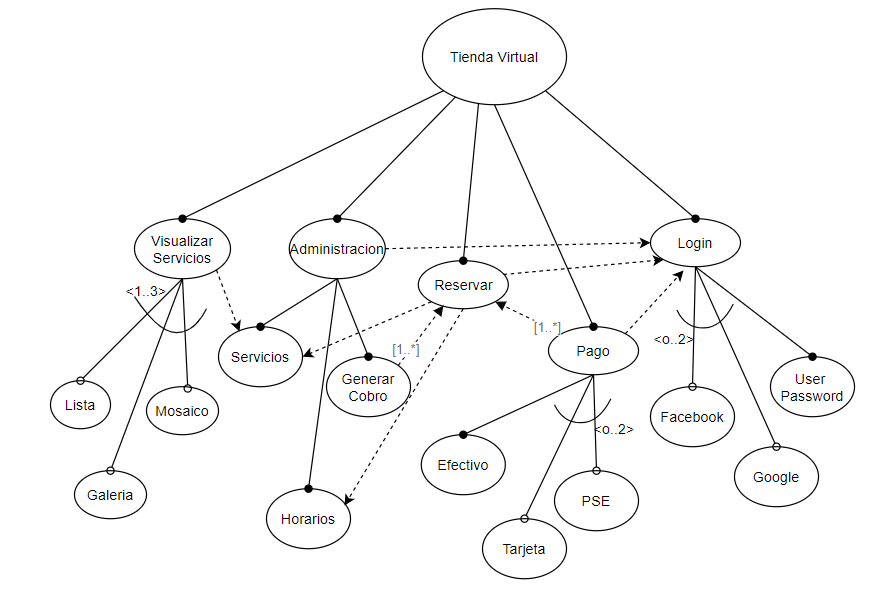 Tienda Virtual
Visualizar
Servicios
Administracion
Login
Reservar
<1..3>
[1..*]
<o..2>
Servicios
[1..*]
Pago
Generar
Cobro
User
Password
Lista
Mosaico
Facebook
<o..2>
Efectivo
Google
Galeria
PSE
Horarios
Tarjeta